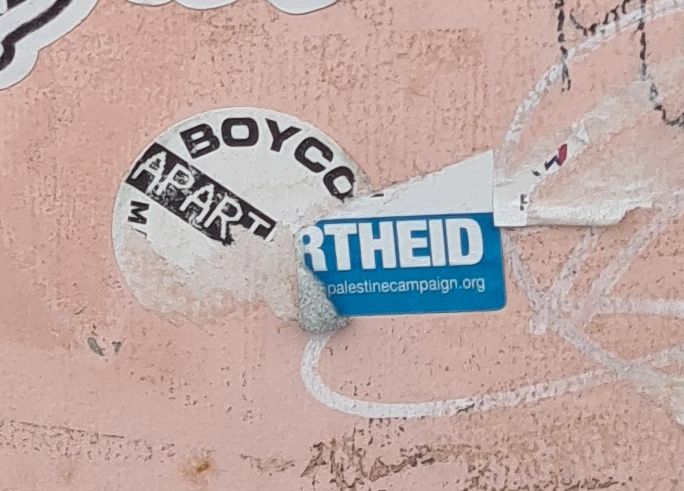 BOYCO
APART
M
RTHEID
palestinecampaign.org